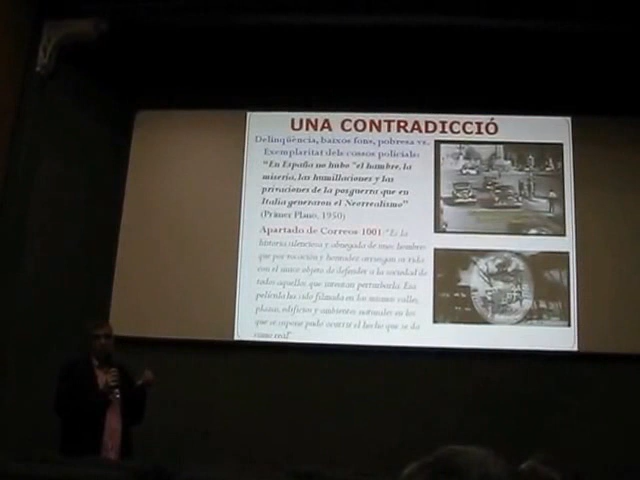 UNA CONTRADICCIÓ
Delinqüència, baixos fons, pobresa vs.
Exemplaritat dels cossos policials:
"En España no hubo "el hambre, la
miseria, las humillaciones y las
privaciones de la posguerra que en
Italia generaron el Neorrealismo"
(Primer Plano, 1950)
Apartado de Correos 1001 "Es la
historia silenciosa y abnegada de unos hombres
que por vocación y honradez arriesgan su vida
con el único objeto de defender a la sociedad de
todos aquellos que intentan perturbarla. Esa
película ha sido filmada en las mismas calles,
plazas, edificios y ambientes naturales en los
que se supone pudo ocurrir el hecho que se da
como real"